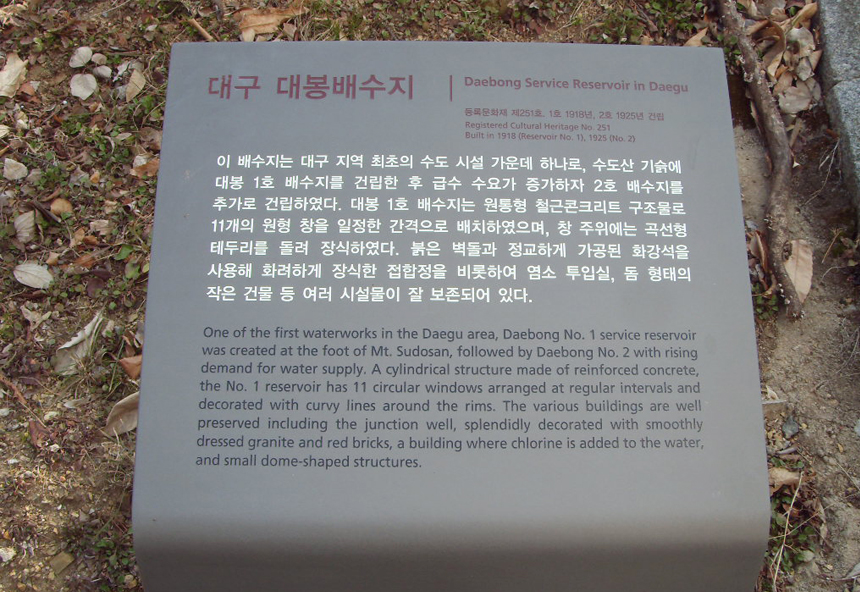 대구 대봉배수지
Daebong Service Reservoir in Daegu
등록문화재 제251호, 1호 1918년, 2호 1925년 건립
Registered Cultural Heritage No. 251
Built in 1918 (Reservoir No. 1), 1925 (No. 2)
이 배수지는 대구 지역 최초의 수도 시설 가운데 하나로, 수도산 기슭에
대봉 1호 배수지를 건립한 후 급수 수요가 증가하자 2호 배수지를
추가로 건립하였다. 대봉 1호 배수지는 원통형 철근콘크리트 구조물로
11개의 원형 창을 일정한 간격으로 배치하였으며, 창 주위에는 곡선형
테두리를 돌려 장식하였다. 붉은 벽돌과 정교하게 가공된 화강석을
사용해 화려하게 장식한 접합정을 비롯하여 염소 투입실, 돔 형태의
작은 건물 등 여러 시설물이 잘 보존되어 있다.
One of the first waterworks in the Daegu area, Daebong No. 1 service reservoir
was created at the foot of Mt. Sudosan, followed by Daebong No. 2 with rising
demand for water supply. A cylindrical structure made of reinforced concrete,
the No. 1 reservoir has 11 circular windows arranged at regular intervals and
decorated with curvy lines around the rims. The various buildings are well
preserved including the junction well, splendidly decorated with smoothly
dressed granite and red bricks, a building where chlorine is added to the water,
and small dome-shaped structures.